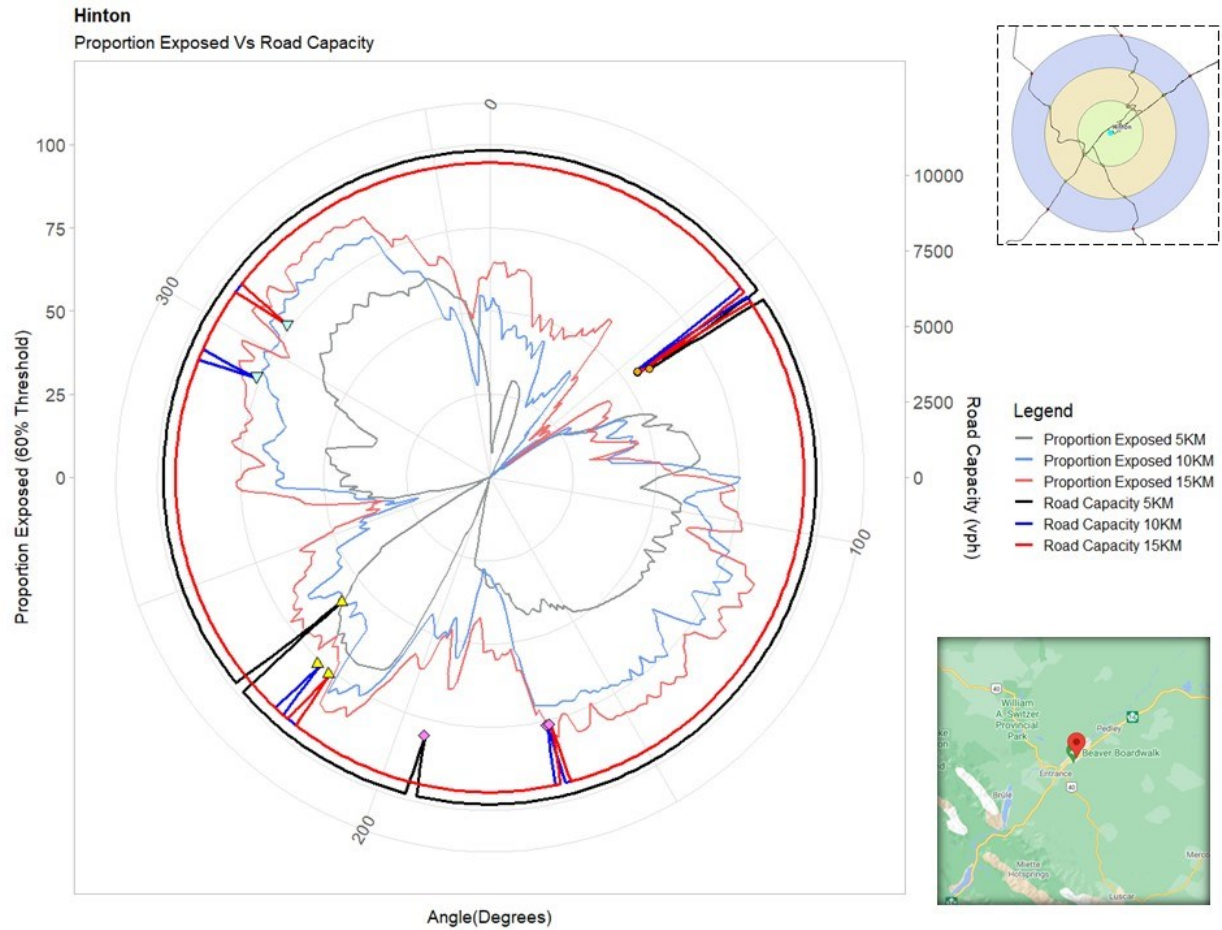 Hinton
Proportion Exposed Vs Road Capacity
Hinton
0
100
75
50
25
0
10000
7500
5000
2500
0
300
100
200
Proportion Exposed (60% Threshold)
Road Capacity (vph)
Angle(Degrees)
Legend
Proportion Exposed 5KM
Proportion Exposed 10KM
Proportion Exposed 15KM
Road Capacity 5KM
Road Capacity 10KM
Road Capacity 15KM
40
William
A. Switzer
Provincial
Park
Pedley
Beaver Boardwalk
Entrance
40
Brule
Miette
Hotsprings
Luscar